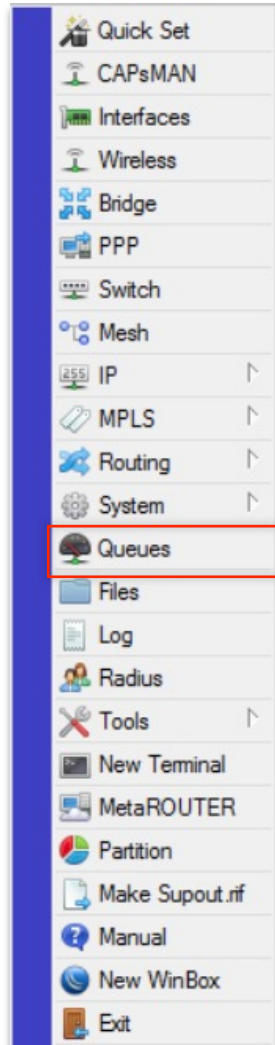 Quick Set
CAPsMAN
Interfaces
Wireless
Bridge
PPP
Switch
Mesh
255 IP
MPLS
Routing
System
Queues
Files
Log
Radius
Tools
New Terminal
MetaROUTER
Partition
Make Supout.rif
Manual
New WinBox
Exit